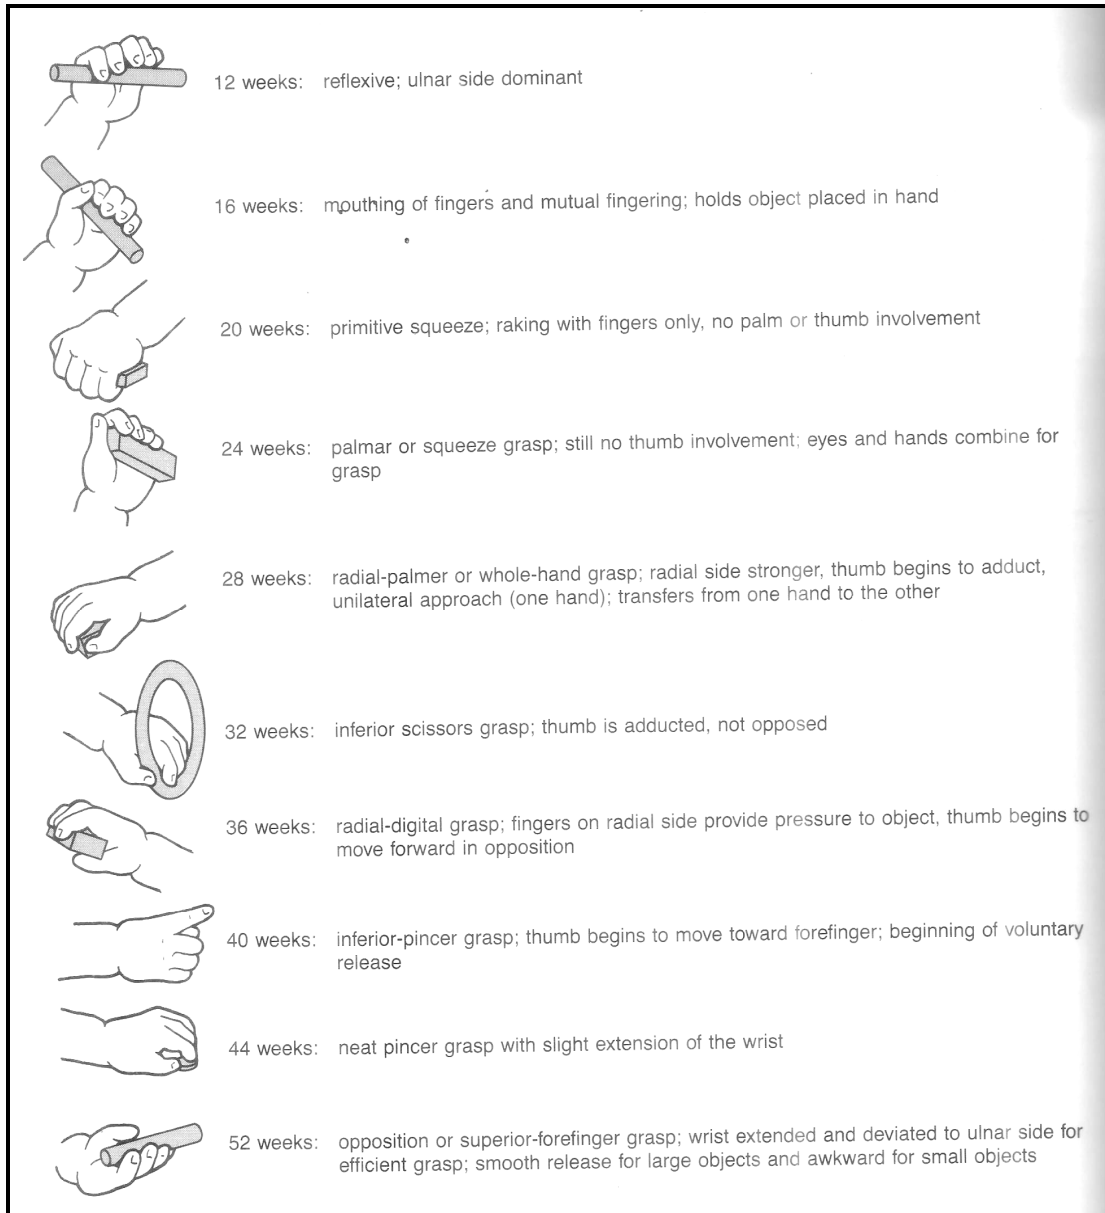 12 weeks: reflexive; ulnar side dominant
16 weeks: mouthing of fingers and mutual fingering; holds object placed in hand
20 weeks: primitive squeeze; raking with fingers only, no palm or thumb involvement
24 weeks: palmar or squeeze grasp; still no thumb involvement; eyes and hands combine for
grasp
28 weeks: radial-palmer or whole-hand grasp; radial side stronger, thumb begins to adduct,
unilateral approach (one hand); transfers from one hand to the other
32 weeks: inferior scissors grasp; thumb is adducted, not opposed
36 weeks: radial-digital grasp; fingers on radial side provide pressure to object, thumb begins to
move forward in opposition
40 weeks: inferior-pincer grasp; thumb begins to move toward forefinger; beginning of voluntary
release
44 weeks: neat pincer grasp with slight extension of the wrist
52 weeks: opposition or superior-forefinger grasp; wrist extended and deviated to ulnar side for
efficient grasp; smooth release for large objects and awkward for small objects